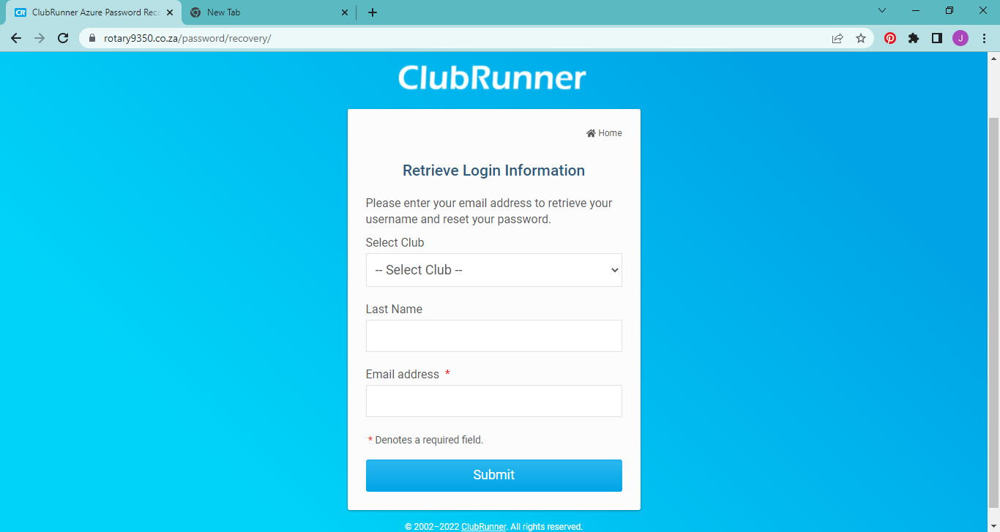 CR ClubRunner Azure Password Reco
New Tab
rotary9350.co.za/password/recovery/
J
ClubRunner
Home
Retrieve Login Information
Please enter your email address to retrieve your
username and reset your password.
Select Club
-- Select Club --
Last Name
Email address *
* Denotes a required field.
Submit
© 2002–2022 ClubRunner. All rights reserved.